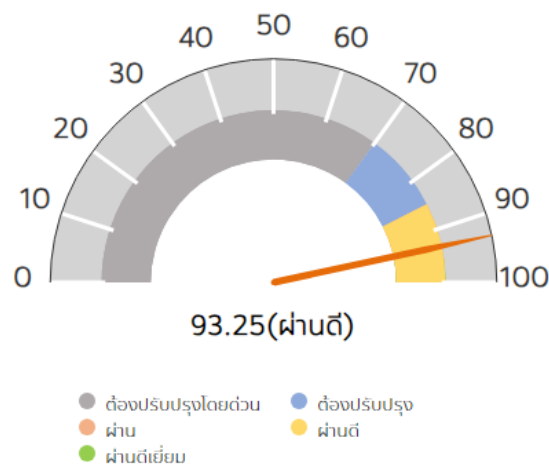 50
40
60
30
70
20
80
10
90
0
100
93.25(ผ่านดี)
ต้องปรับปรุงโดยด่วน
ต้องปรับปรุง
ผ่าน
ผ่านดี
ผ่านดีเยี่ยม